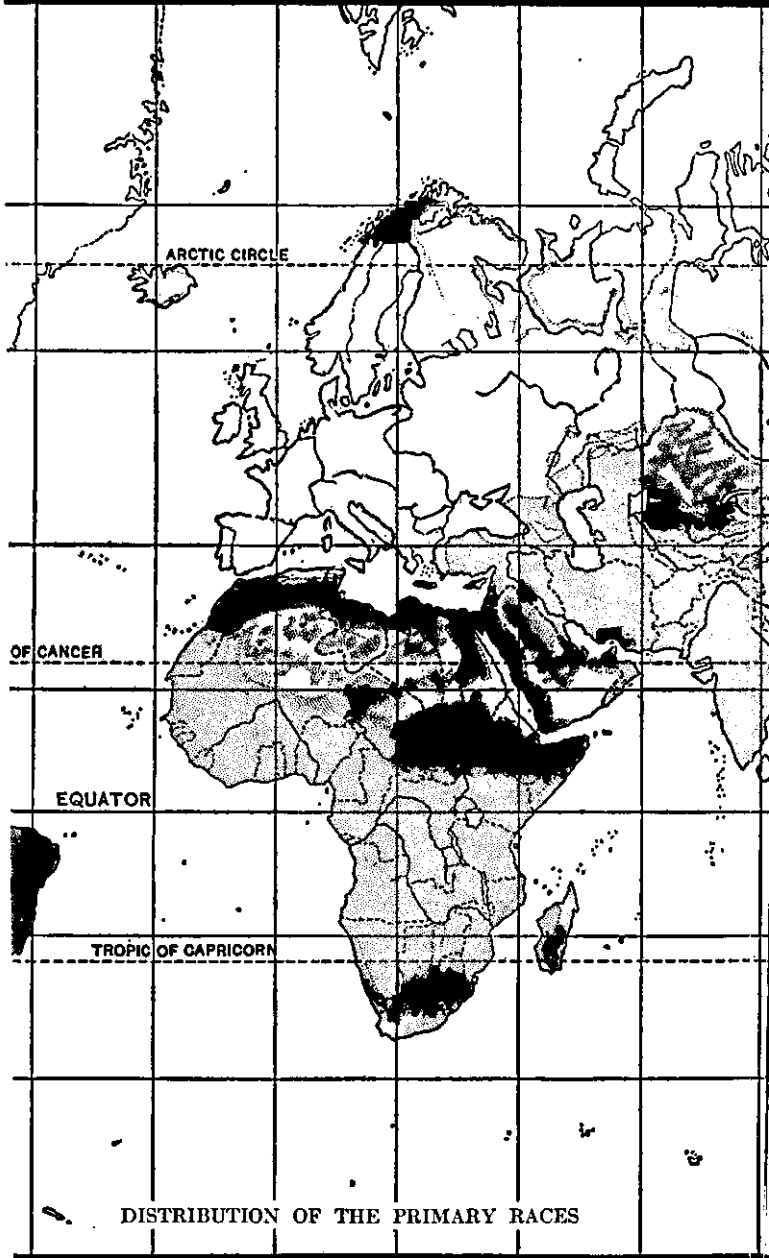 ARCTIC CIRCLE
OF CANCER
EQUATOR
TROPIC OF CAPRICORN
DISTRIBUTION OF THE PRIMARY RACES